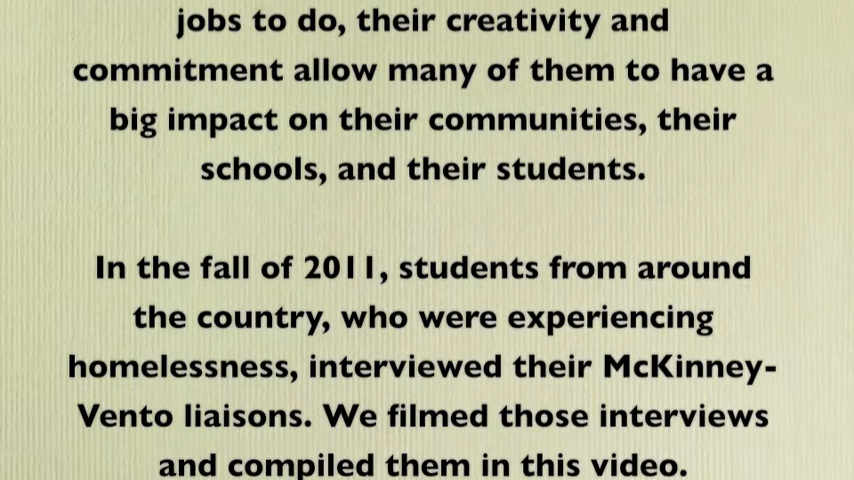 jobs to do, their creativity and
commitment allow many of them to have a
big impact on their communities, their
schools, and their students.
In the fall of 2011, students from around
the country, who were experiencing
homelessness, interviewed their McKinney-
Vento liaisons. We filmed those interviews
and compiled them in this video.